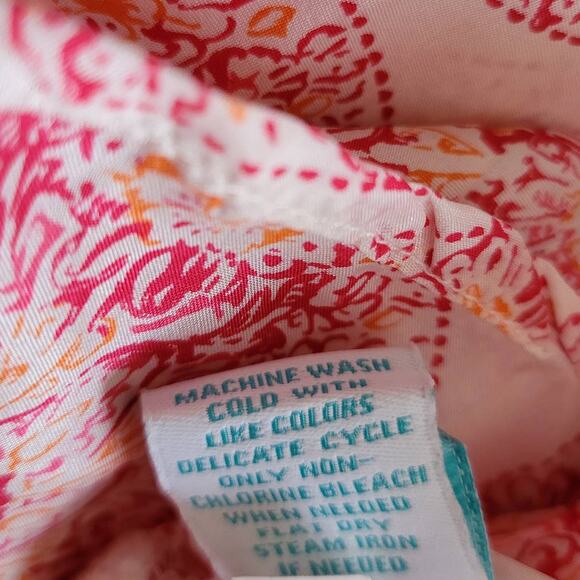 MACHINE WASH
COLD WITH
LIKE COLORS
DELICATE CYCLE
ONLY NON-
CHLORINE BLEACH
WHEN NEEDED
FLAT DRY
STEAM IRON
IF NEEDED